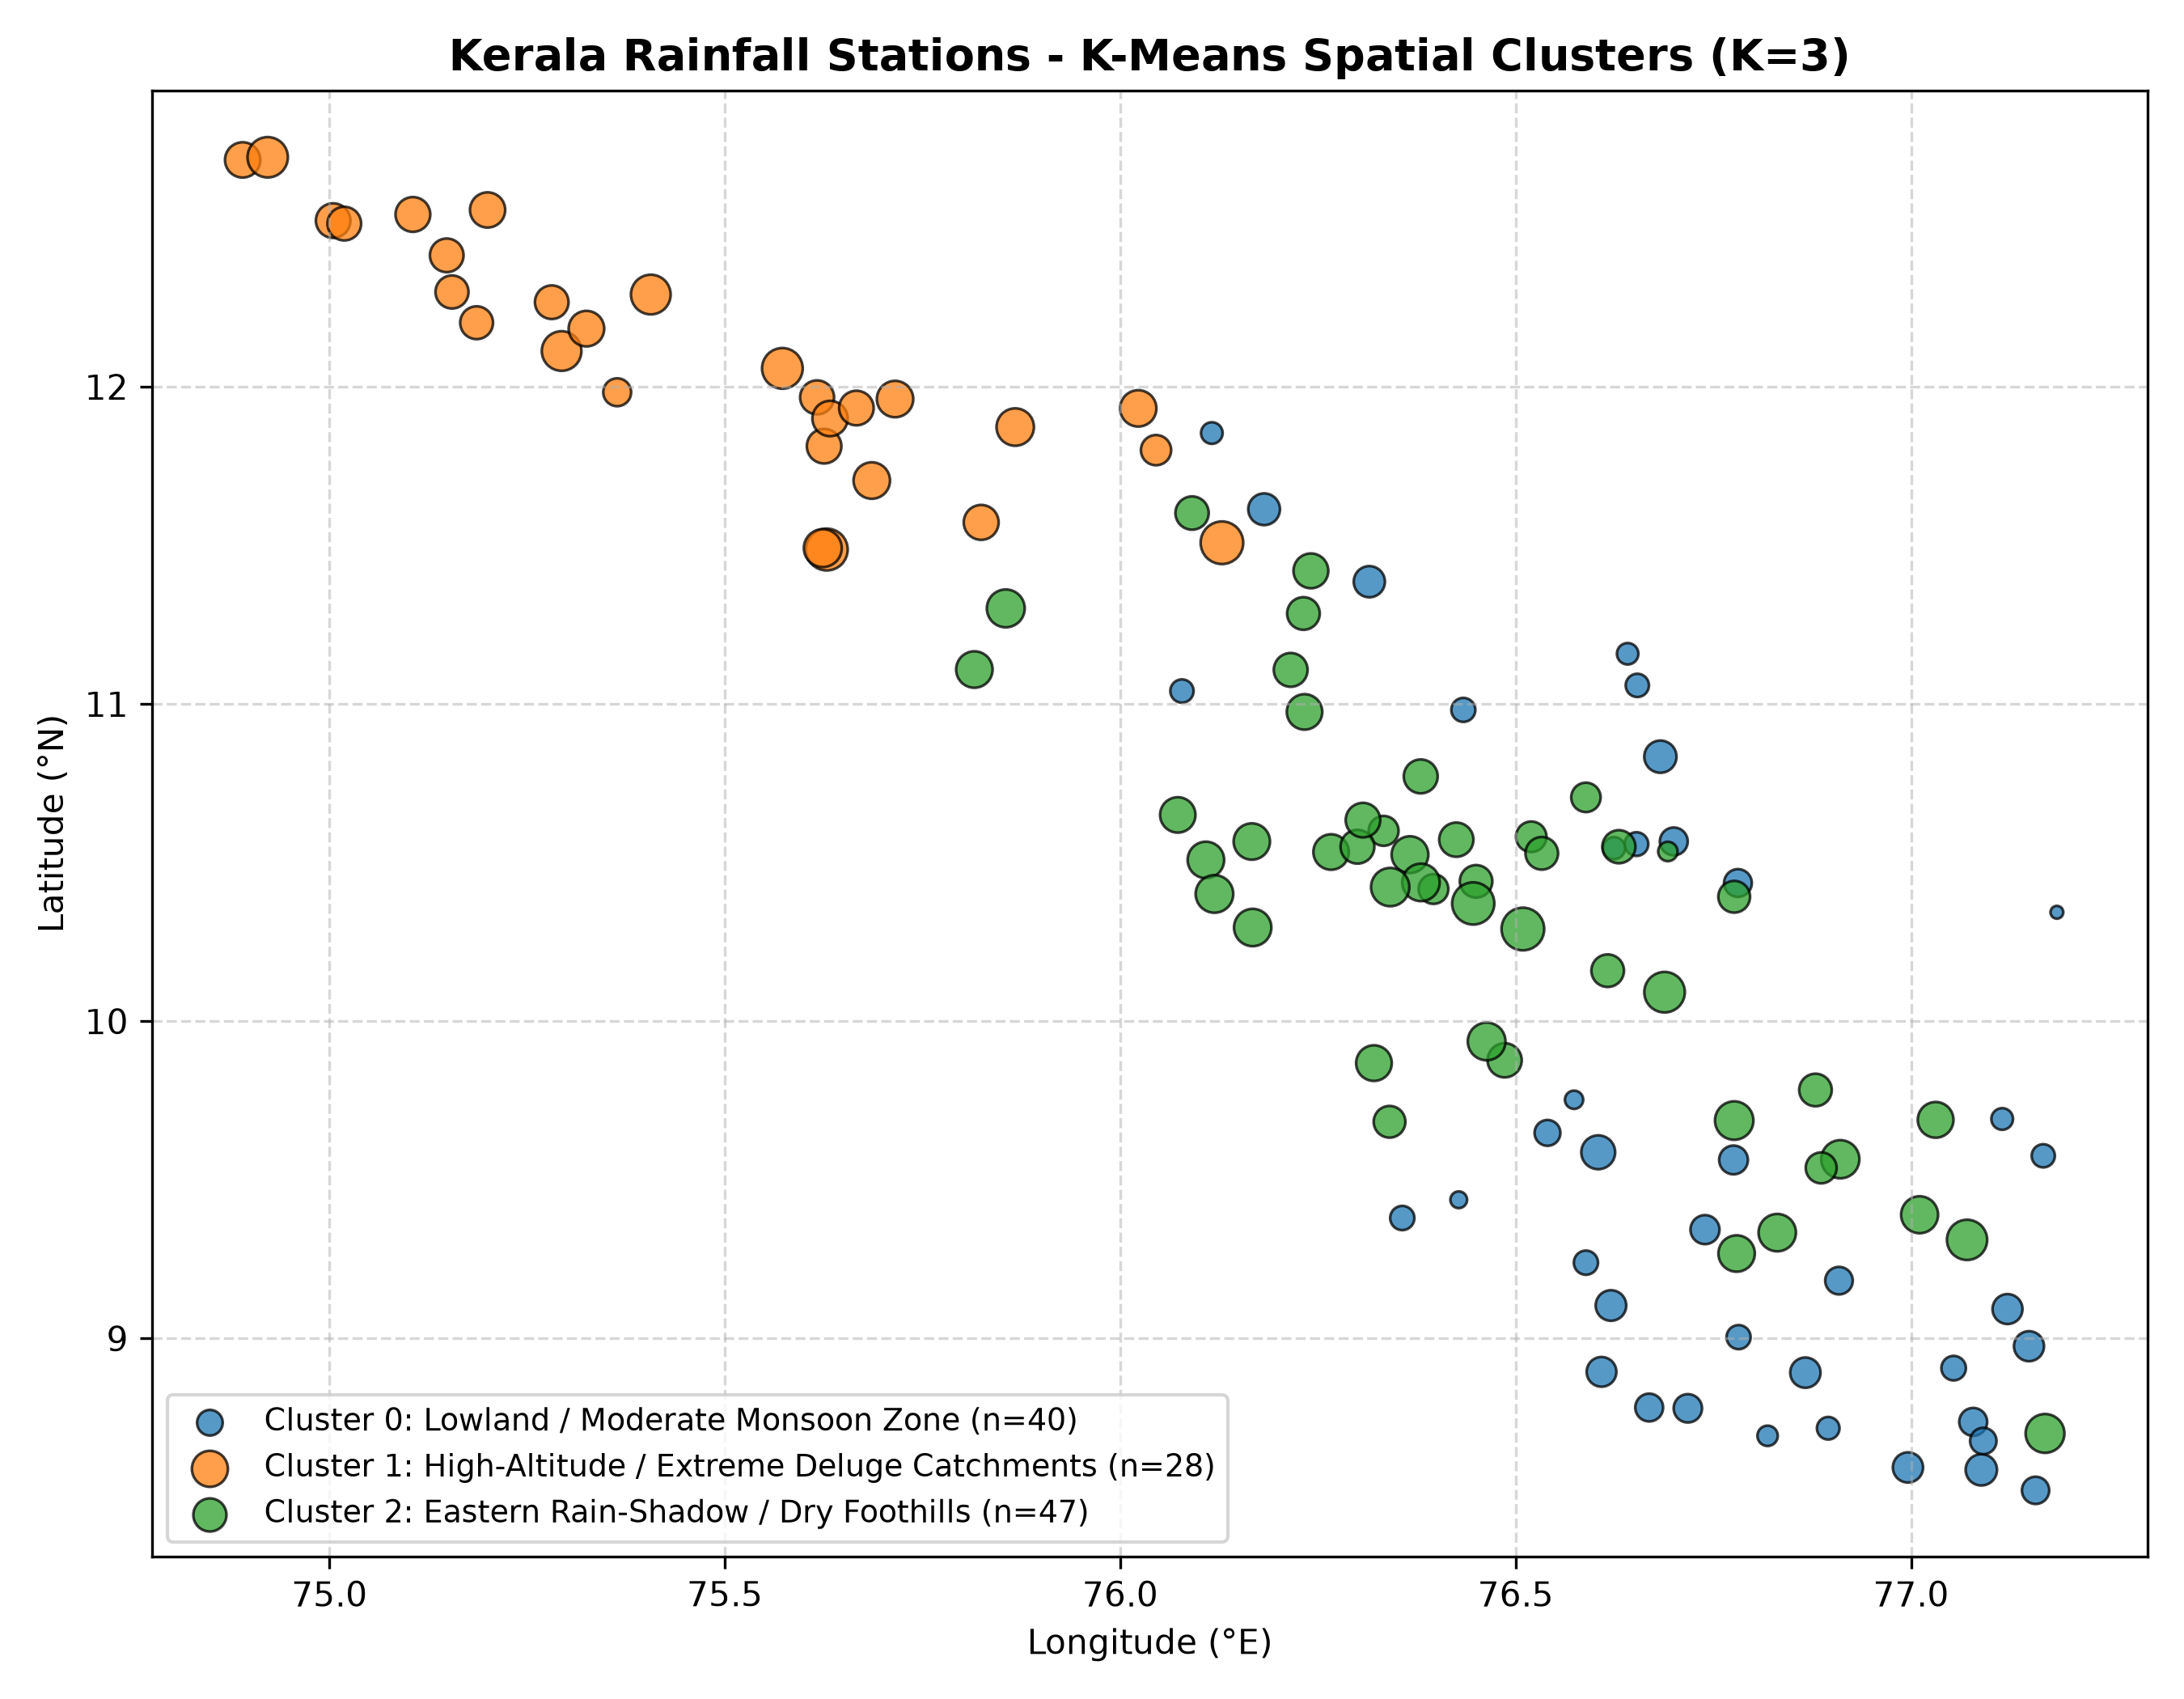 Kerala Rainfall Stations - K-Means Spatial Clusters (K=3)
Latitude (°N)
12
11
10
9
Cluster 0: Lowland / Moderate Monsoon Zone (n=40)
Cluster 1: High-Altitude / Extreme Deluge Catchments (n=28)
Cluster 2: Eastern Rain-Shadow / Dry Foothills (n=47)
75.0 75.5 76.0 76.5 77.0
Longitude (°E)